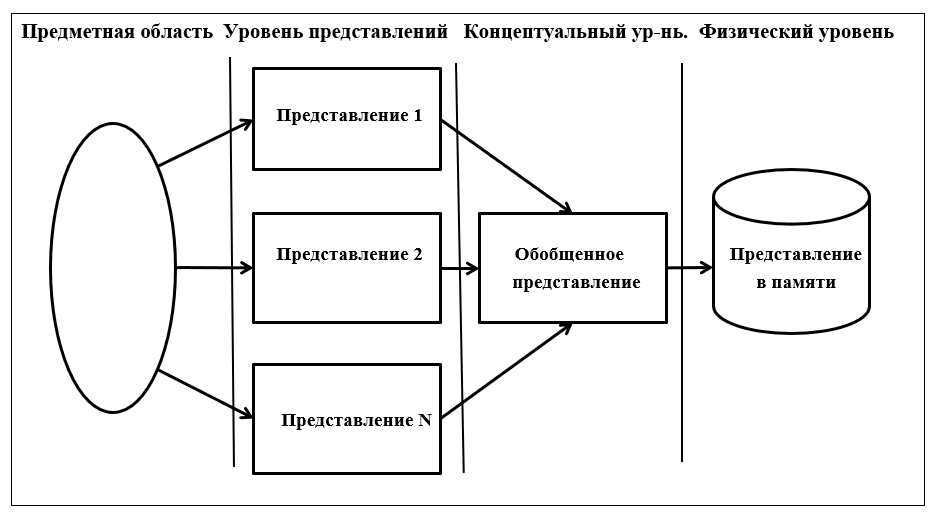 Предметная область Уровень представлений Концептуальный ур-нь. Физический уровень
Представление 1
Представление 2
Представление N
Обобщенное
представление
Представление
в памяти